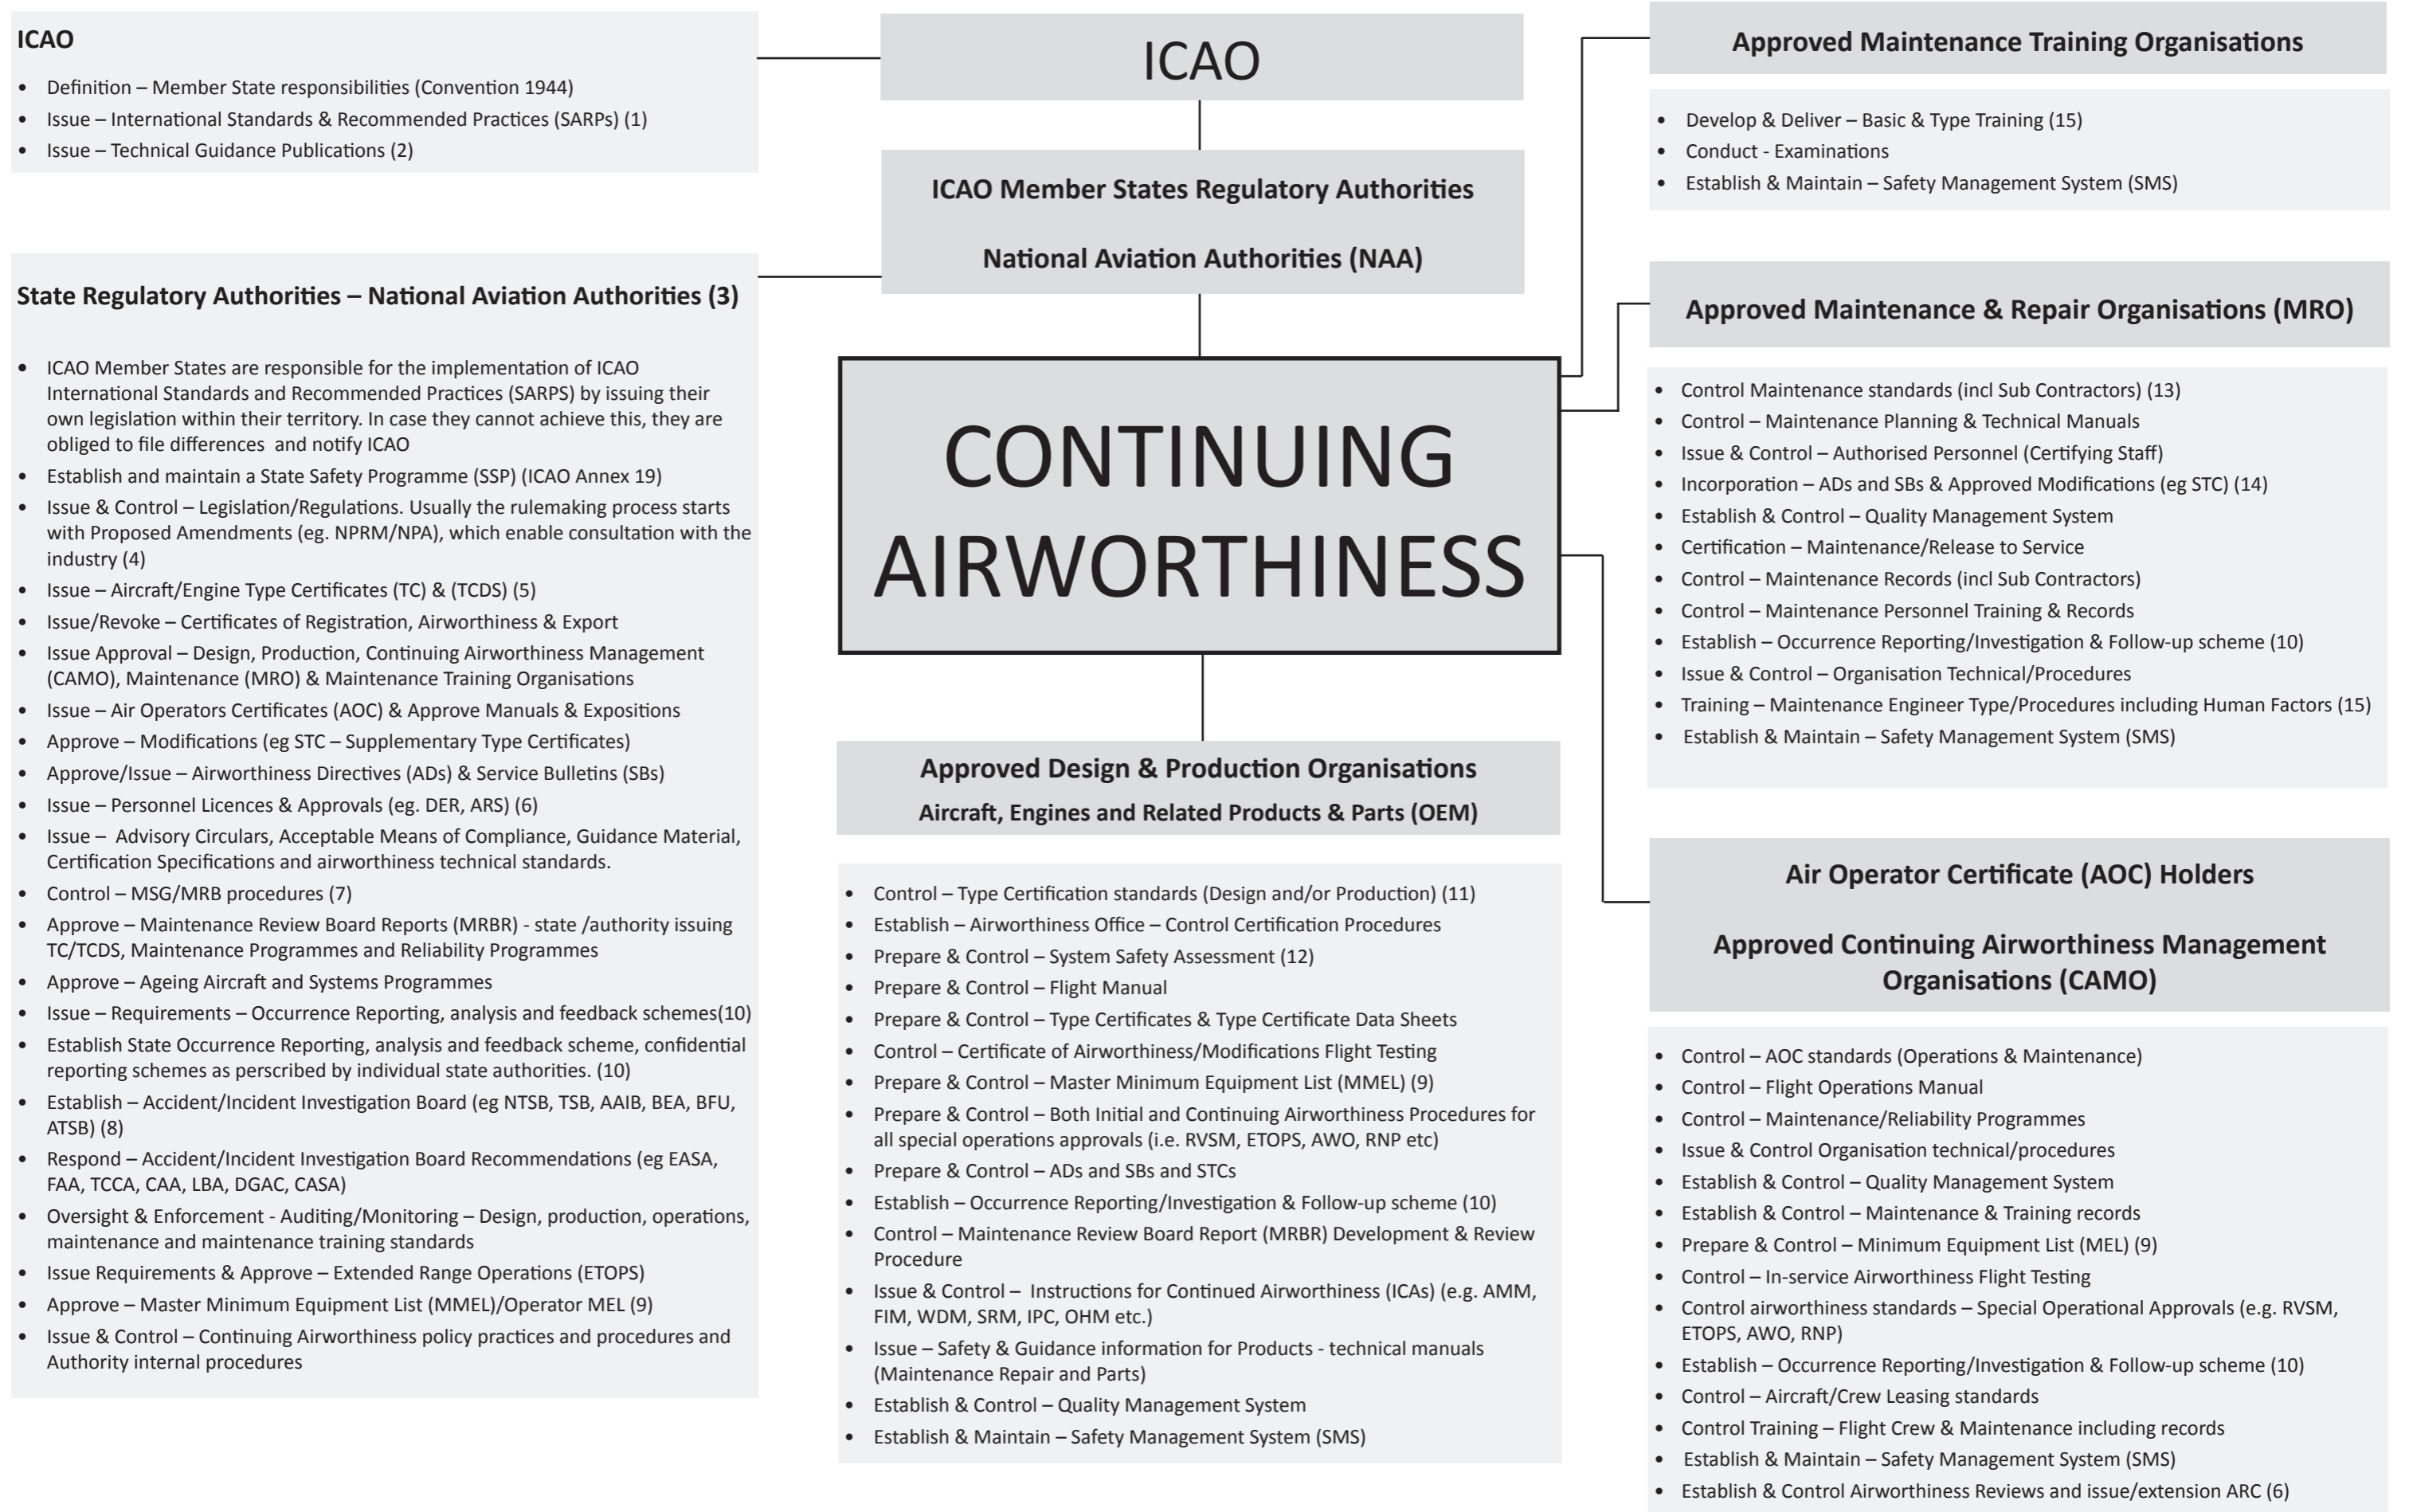 ICAO
• Definition – Member State responsibilities (Convention 1944)
• Issue – International Standards & Recommended Practices (SARPs) (1)
• Issue – Technical Guidance Publications (2)
State Regulatory Authorities – National Aviation Authorities (3)
• ICAO Member States are responsible for the implementation of ICAO
International Standards and Recommended Practices (SARPS) by issuing their
own legislation within their territory. In case they cannot achieve this, they are
obliged to file differences and notify ICAO
• Establish and maintain a State Safety Programme (SSP) (ICAO Annex 19)
• Issue & Control – Legislation/Regulations. Usually the rulemaking process starts
with Proposed Amendments (eg. NPRM/NPA), which enable consultation with the
industry (4)
• Issue – Aircraft/Engine Type Certificates (TC) & (TCDS) (5)
• Issue/Revoke – Certificates of Registration, Airworthiness & Export
• Issue Approval – Design, Production, Continuing Airworthiness Management
(CAMO), Maintenance (MRO) & Maintenance Training Organisations
• Issue – Air Operators Certificates (AOC) & Approve Manuals & Expositions
• Approve – Modifications (eg STC – Supplementary Type Certificates)
• Approve/Issue – Airworthiness Directives (ADs) & Service Bulletins (SBs)
• Issue – Personnel Licences & Approvals (eg. DER, ARS) (6)
• Issue – Advisory Circulars, Acceptable Means of Compliance, Guidance Material,
Certification Specifications and airworthiness technical standards.
• Control – MSG/MRB procedures (7)
• Approve – Maintenance Review Board Reports (MRBR) - state /authority issuing
TC/TCDS, Maintenance Programmes and Reliability Programmes
• Approve – Ageing Aircraft and Systems Programmes
• Issue – Requirements – Occurrence Reporting, analysis and feedback schemes(10)
• Establish State Occurrence Reporting, analysis and feedback scheme, confidential
reporting schemes as perscribed by individual state authorities. (10)
• Establish – Accident/Incident Investigation Board (eg NTSB, TSB, AAIB, BEA, BFU,
ATSB) (8)
• Respond – Accident/Incident Investigation Board Recommendations (eg EASA,
FAA, TCCA, CAA, LBA, DGAC, CASA)
• Oversight & Enforcement - Auditing/Monitoring – Design, production, operations,
maintenance and maintenance training standards
• Issue Requirements & Approve – Extended Range Operations (ETOPS)
• Approve – Master Minimum Equipment List (MMEL)/Operator MEL (9)
• Issue & Control – Continuing Airworthiness policy practices and procedures and
Authority internal procedures
ICAO
ICAO Member States Regulatory Authorities
National Aviation Authorities (NAA)
CONTINUING
AIRWORTHINESS
Approved Design & Production Organisations
Aircraft, Engines and Related Products & Parts (OEM)
• Control – Type Certification standards (Design and/or Production) (11)
• Establish – Airworthiness Office – Control Certification Procedures
• Prepare & Control – System Safety Assessment (12)
• Prepare & Control – Flight Manual
• Prepare & Control – Type Certificates & Type Certificate Data Sheets
• Control – Certificate of Airworthiness/Modifications Flight Testing
• Prepare & Control – Master Minimum Equipment List (MMEL) (9)
• Prepare & Control – Both Initial and Continuing Airworthiness Procedures for
all special operations approvals (i.e. RVSM, ETOPS, AWO, RNP etc)
• Prepare & Control – ADs and SBs and STCs
• Establish – Occurrence Reporting/Investigation & Follow-up scheme (10)
• Control – Maintenance Review Board Report (MRBR) Development & Review
Procedure
• Issue & Control – Instructions for Continued Airworthiness (ICAs) (e.g. AMM,
FIM, WDM, SRM, IPC, OHM etc.)
• Issue – Safety & Guidance information for Products - technical manuals
(Maintenance Repair and Parts)
• Establish & Control – Quality Management System
• Establish & Maintain – Safety Management System (SMS)
Approved Maintenance Training Organisations
• Develop & Deliver – Basic & Type Training (15)
• Conduct - Examinations
• Establish & Maintain – Safety Management System (SMS)
Approved Maintenance & Repair Organisations (MRO)
• Control Maintenance standards (incl Sub Contractors) (13)
• Control – Maintenance Planning & Technical Manuals
• Issue & Control – Authorised Personnel (Certifying Staff)
• Incorporation – ADs and SBs & Approved Modifications (eg STC) (14)
• Establish & Control – Quality Management System
• Certification – Maintenance/Release to Service
• Control – Maintenance Records (incl Sub Contractors)
• Control – Maintenance Personnel Training & Records
• Establish – Occurrence Reporting/Investigation & Follow-up scheme (10)
• Issue & Control – Organisation Technical/Procedures
• Training – Maintenance Engineer Type/Procedures including Human Factors (15)
• Establish & Maintain – Safety Management System (SMS)
Air Operator Certificate (AOC) Holders
Approved Continuing Airworthiness Management
Organisations (CAMO)
• Control – AOC standards (Operations & Maintenance)
• Control – Flight Operations Manual
• Control – Maintenance/Reliability Programmes
• Issue & Control Organisation technical/procedures
• Establish & Control – Quality Management System
• Establish & Control – Maintenance & Training records
• Prepare & Control – Minimum Equipment List (MEL) (9)
• Control – In-service Airworthiness Flight Testing
• Control airworthiness standards – Special Operational Approvals (e.g. RVSM,
ETOPS, AWO, RNP)
• Establish – Occurrence Reporting/Investigation & Follow-up scheme (10)
• Control – Aircraft/Crew Leasing standards
• Control Training – Flight Crew & Maintenance including records
• Establish & Maintain – Safety Management System (SMS)
• Establish & Control Airworthiness Reviews and issue/extension ARC (6)